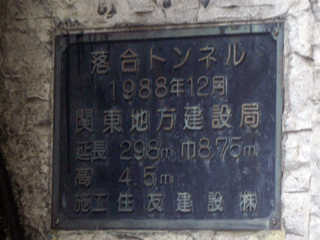 落合トンネル
1988年12月
関東地方建設局
延長 298m 巾8.75m
高 4.5m
施工 住友建設㈱